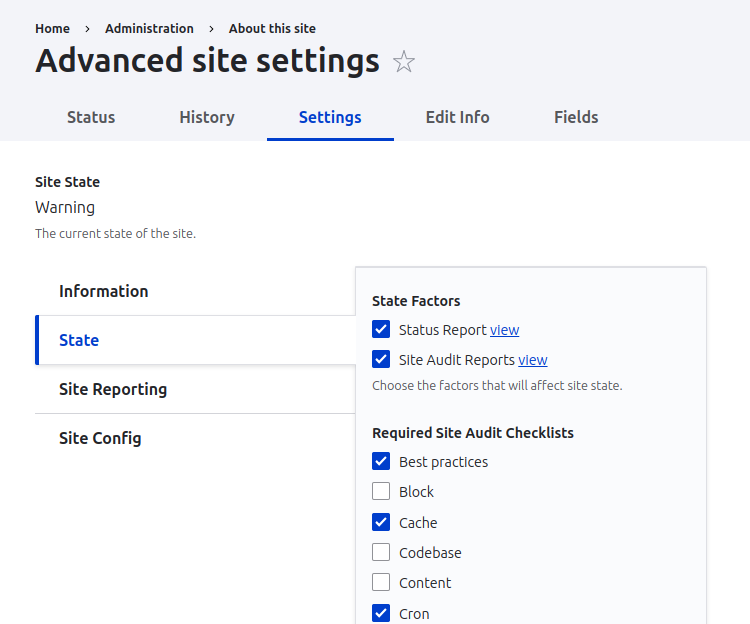 Home > Administration > About this site
Advanced site settings
Status History Settings Edit Info Fields
Site State
Warning
The current state of the site.
Information
State
Site Reporting
Site Config
State Factors
Status Report view
Site Audit Reports view
Choose the factors that will affect site state.
Required Site Audit Checklists
Best practices
Block
Cache
Codebase
Content
Cron